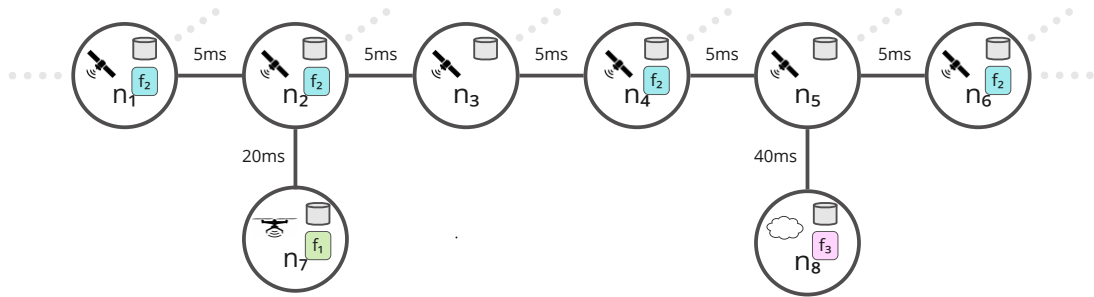 5ms 5ms 5ms 5ms 5ms
f₂ f₂ f₂ f₂
n₁ n₂ n₃ n₄ n₅ n₆
20ms 40ms
f₁ f₃
n₇ n₈